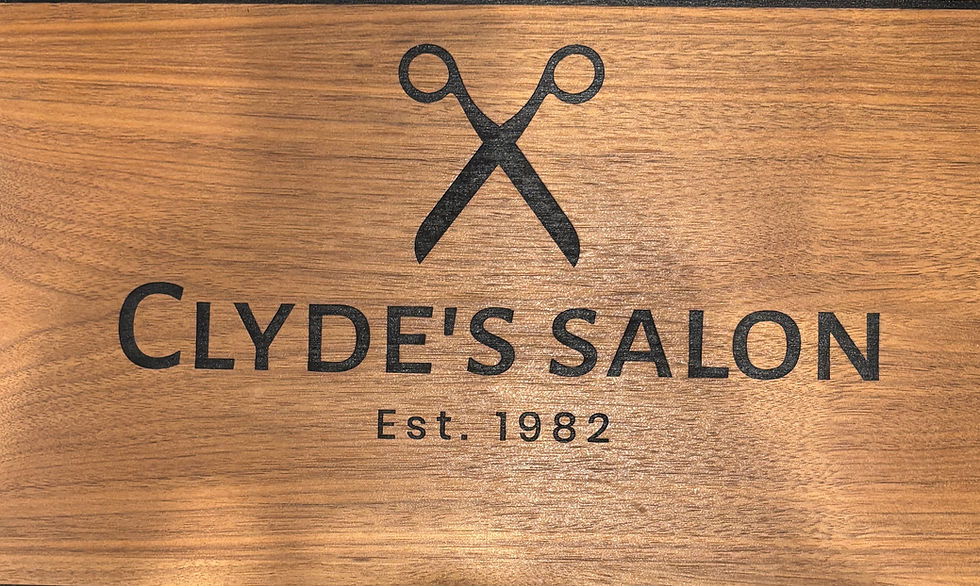 CLYDE'S SALON
Est. 1982